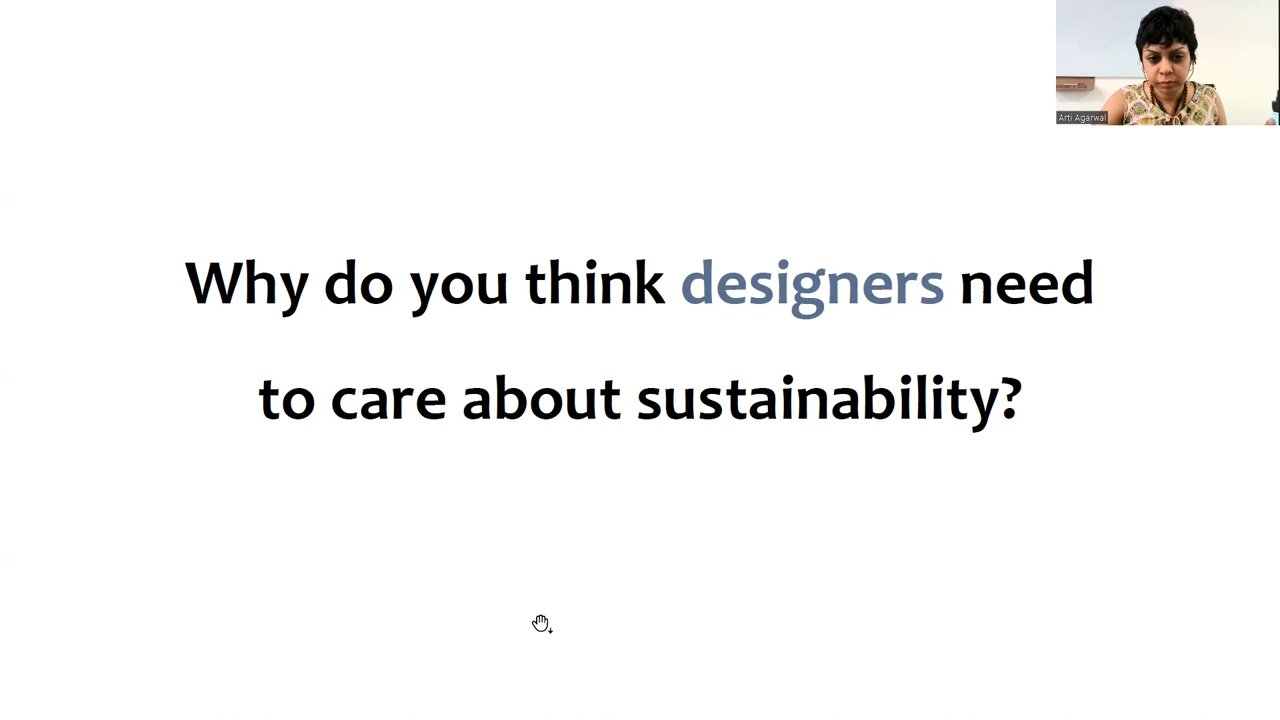 Arti Agarwal
Why do you think designers need
to care about sustainability?